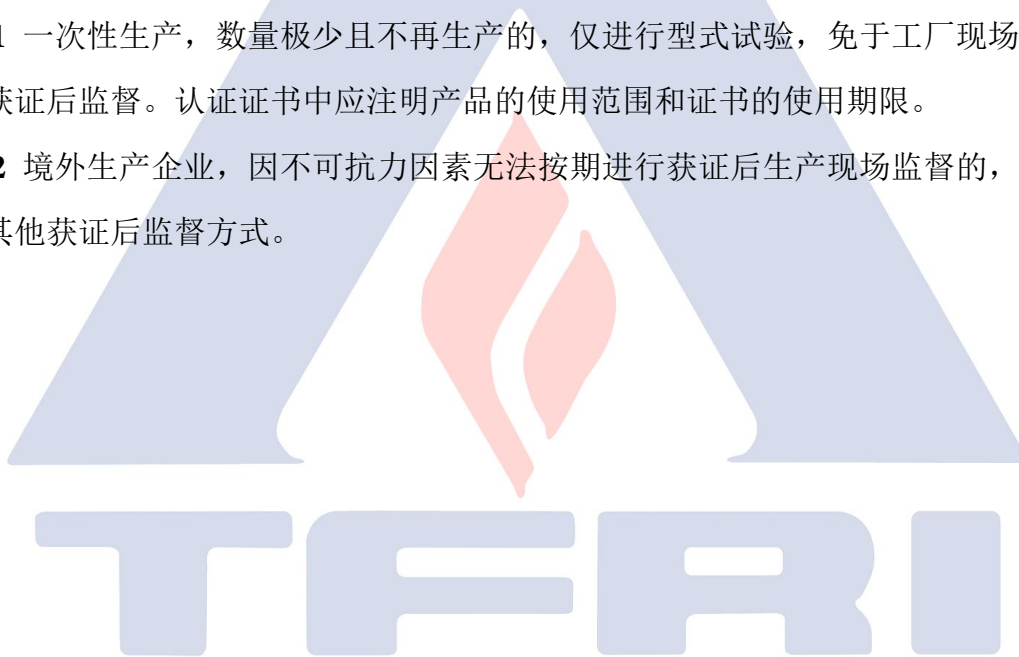 1 一次性生产，数量极少且不再生产的，仅进行型式试验，免于工厂现场
获证后监督。认证证书中应注明产品的使用范围和证书的使用期限。
2 境外生产企业，因不可抗力因素无法按期进行获证后生产现场监督的，
其他获证后监督方式。
TFRI